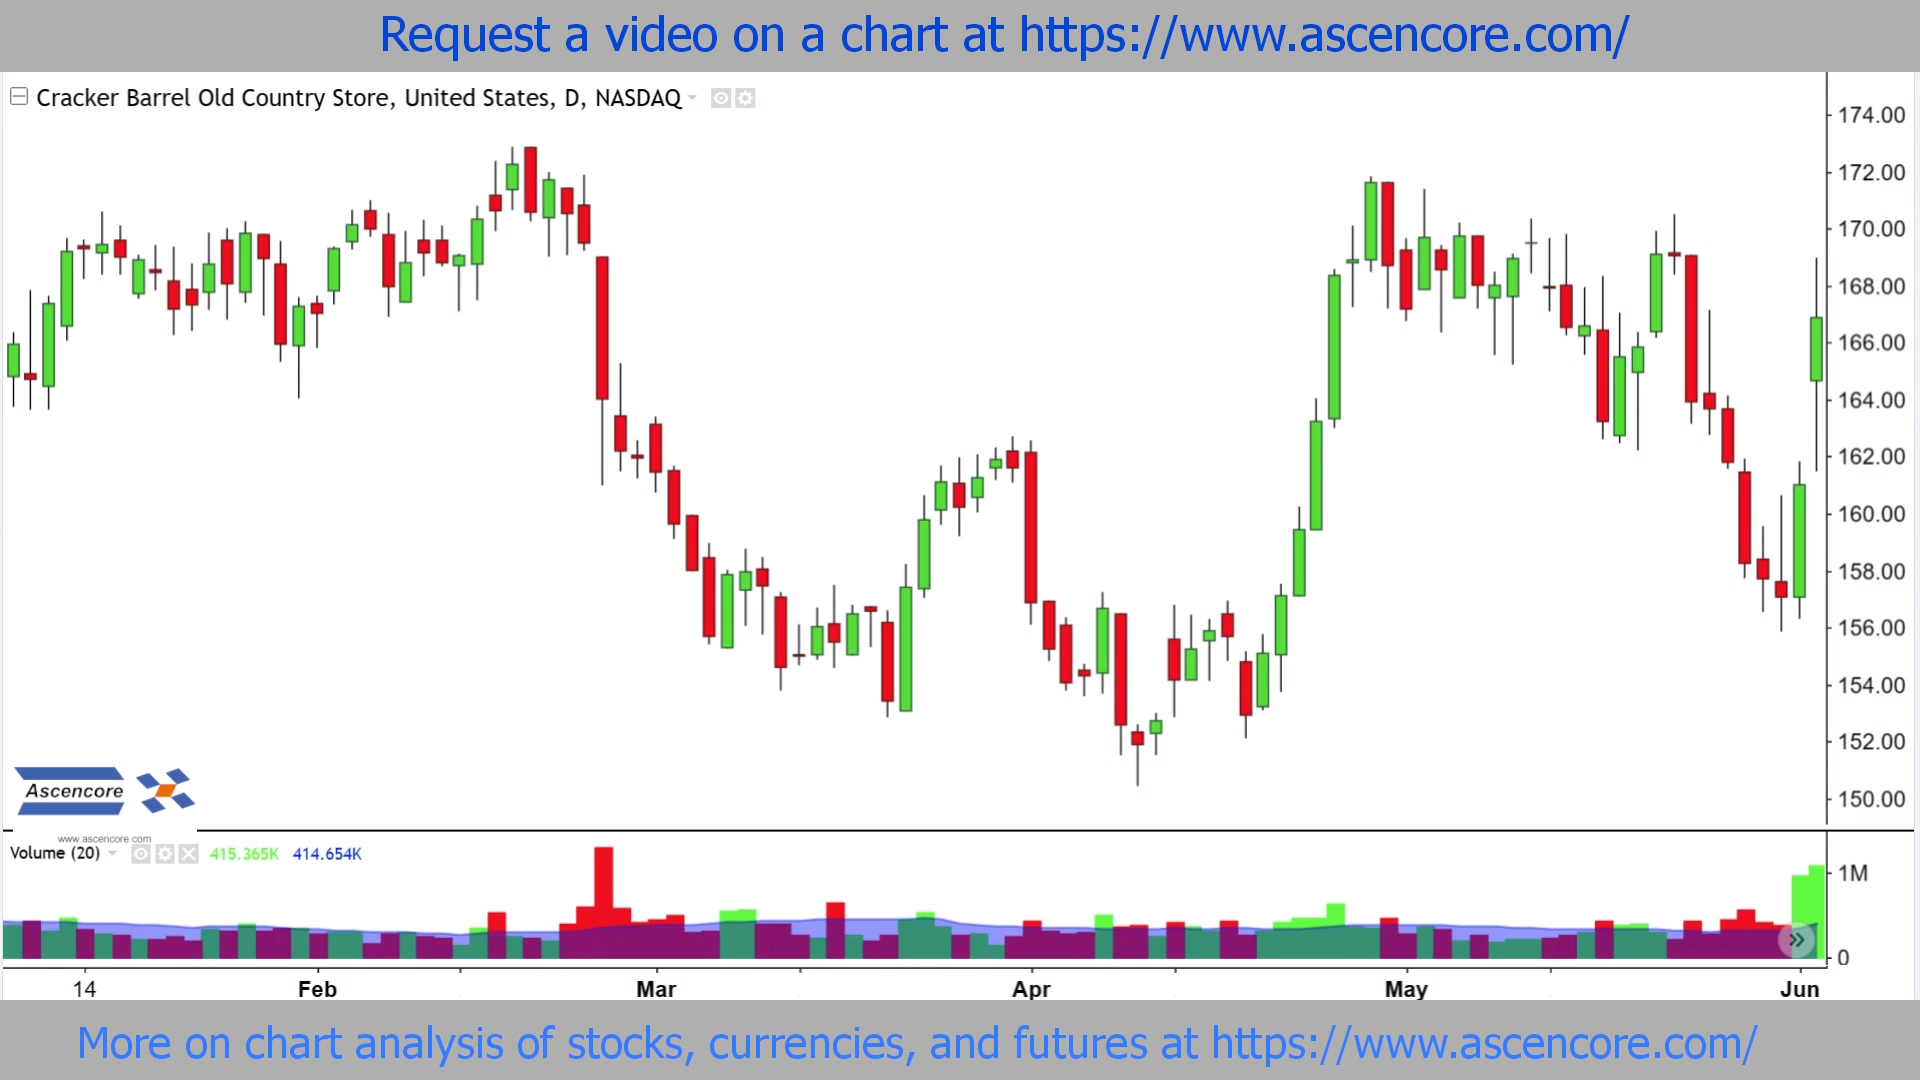 Request a video on a chart at https://www.ascencore.com/
Cracker Barrel Old Country Store, United States, D, NASDAQ
174.00
172.00
170.00
168.00
166.00
164.00
162.00
160.00
158.00
156.00
154.00
152.00
150.00
Ascencore
www.ascencore.com
Volume (20) 415.365K 414.654K
1M
0
14 Feb Mar Apr May Jun
More on chart analysis of stocks, currencies, and futures at https://www.ascencore.com/